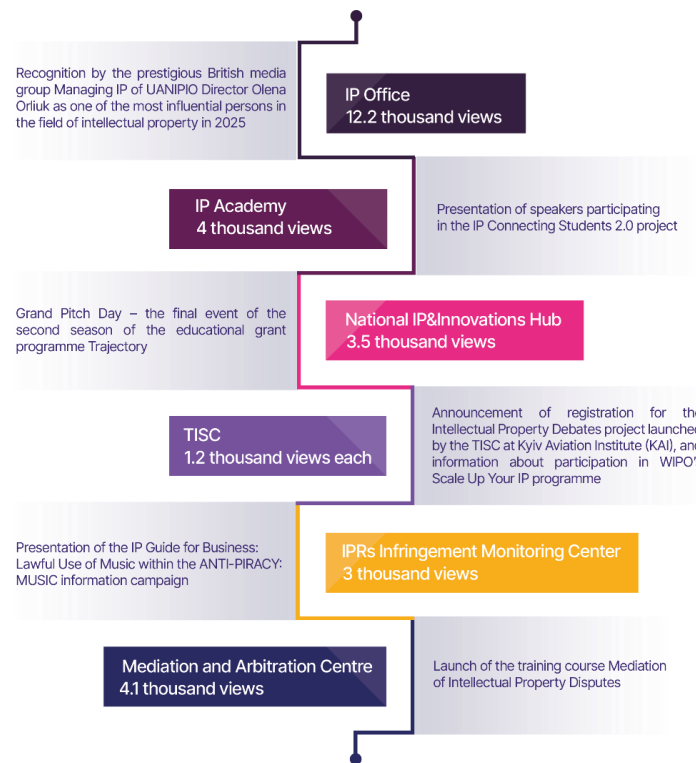 Recognition by the prestigious British media
group Managing IP of UANIPIO Director Olena
Orliuk as one of the most influential persons in
the field of intellectual property in 2025
IP Office
12.2 thousand views
IP Academy
4 thousand views
Presentation of speakers participating
in the IP Connecting Students 2.0 project
Grand Pitch Day – the final event of the
second season of the educational grant
programme Trajectory
National IP&Innovations Hub
3.5 thousand views
TISC
1.2 thousand views each
Announcement of registration for the
Intellectual Property Debates project launched
by the TISC at Kyiv Aviation Institute (KAI), and
information about participation in WIPO'
Scale Up Your IP programme
Presentation of the IP Guide for Business:
Lawful Use of Music within the ANTI-PIRACY:
MUSIC information campaign
IPRs Infringement Monitoring Center
3 thousand views
Mediation and Arbitration Centre
4.1 thousand views
Launch of the training course Mediation
of Intellectual Property Disputes